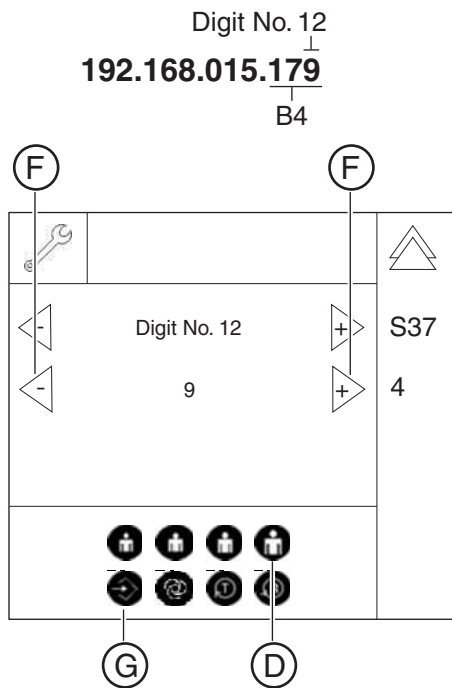 Digit No. 12
192.168.015.179
B4
F F
- Digit No. 12 + S37
- 9 + 4
T
G D